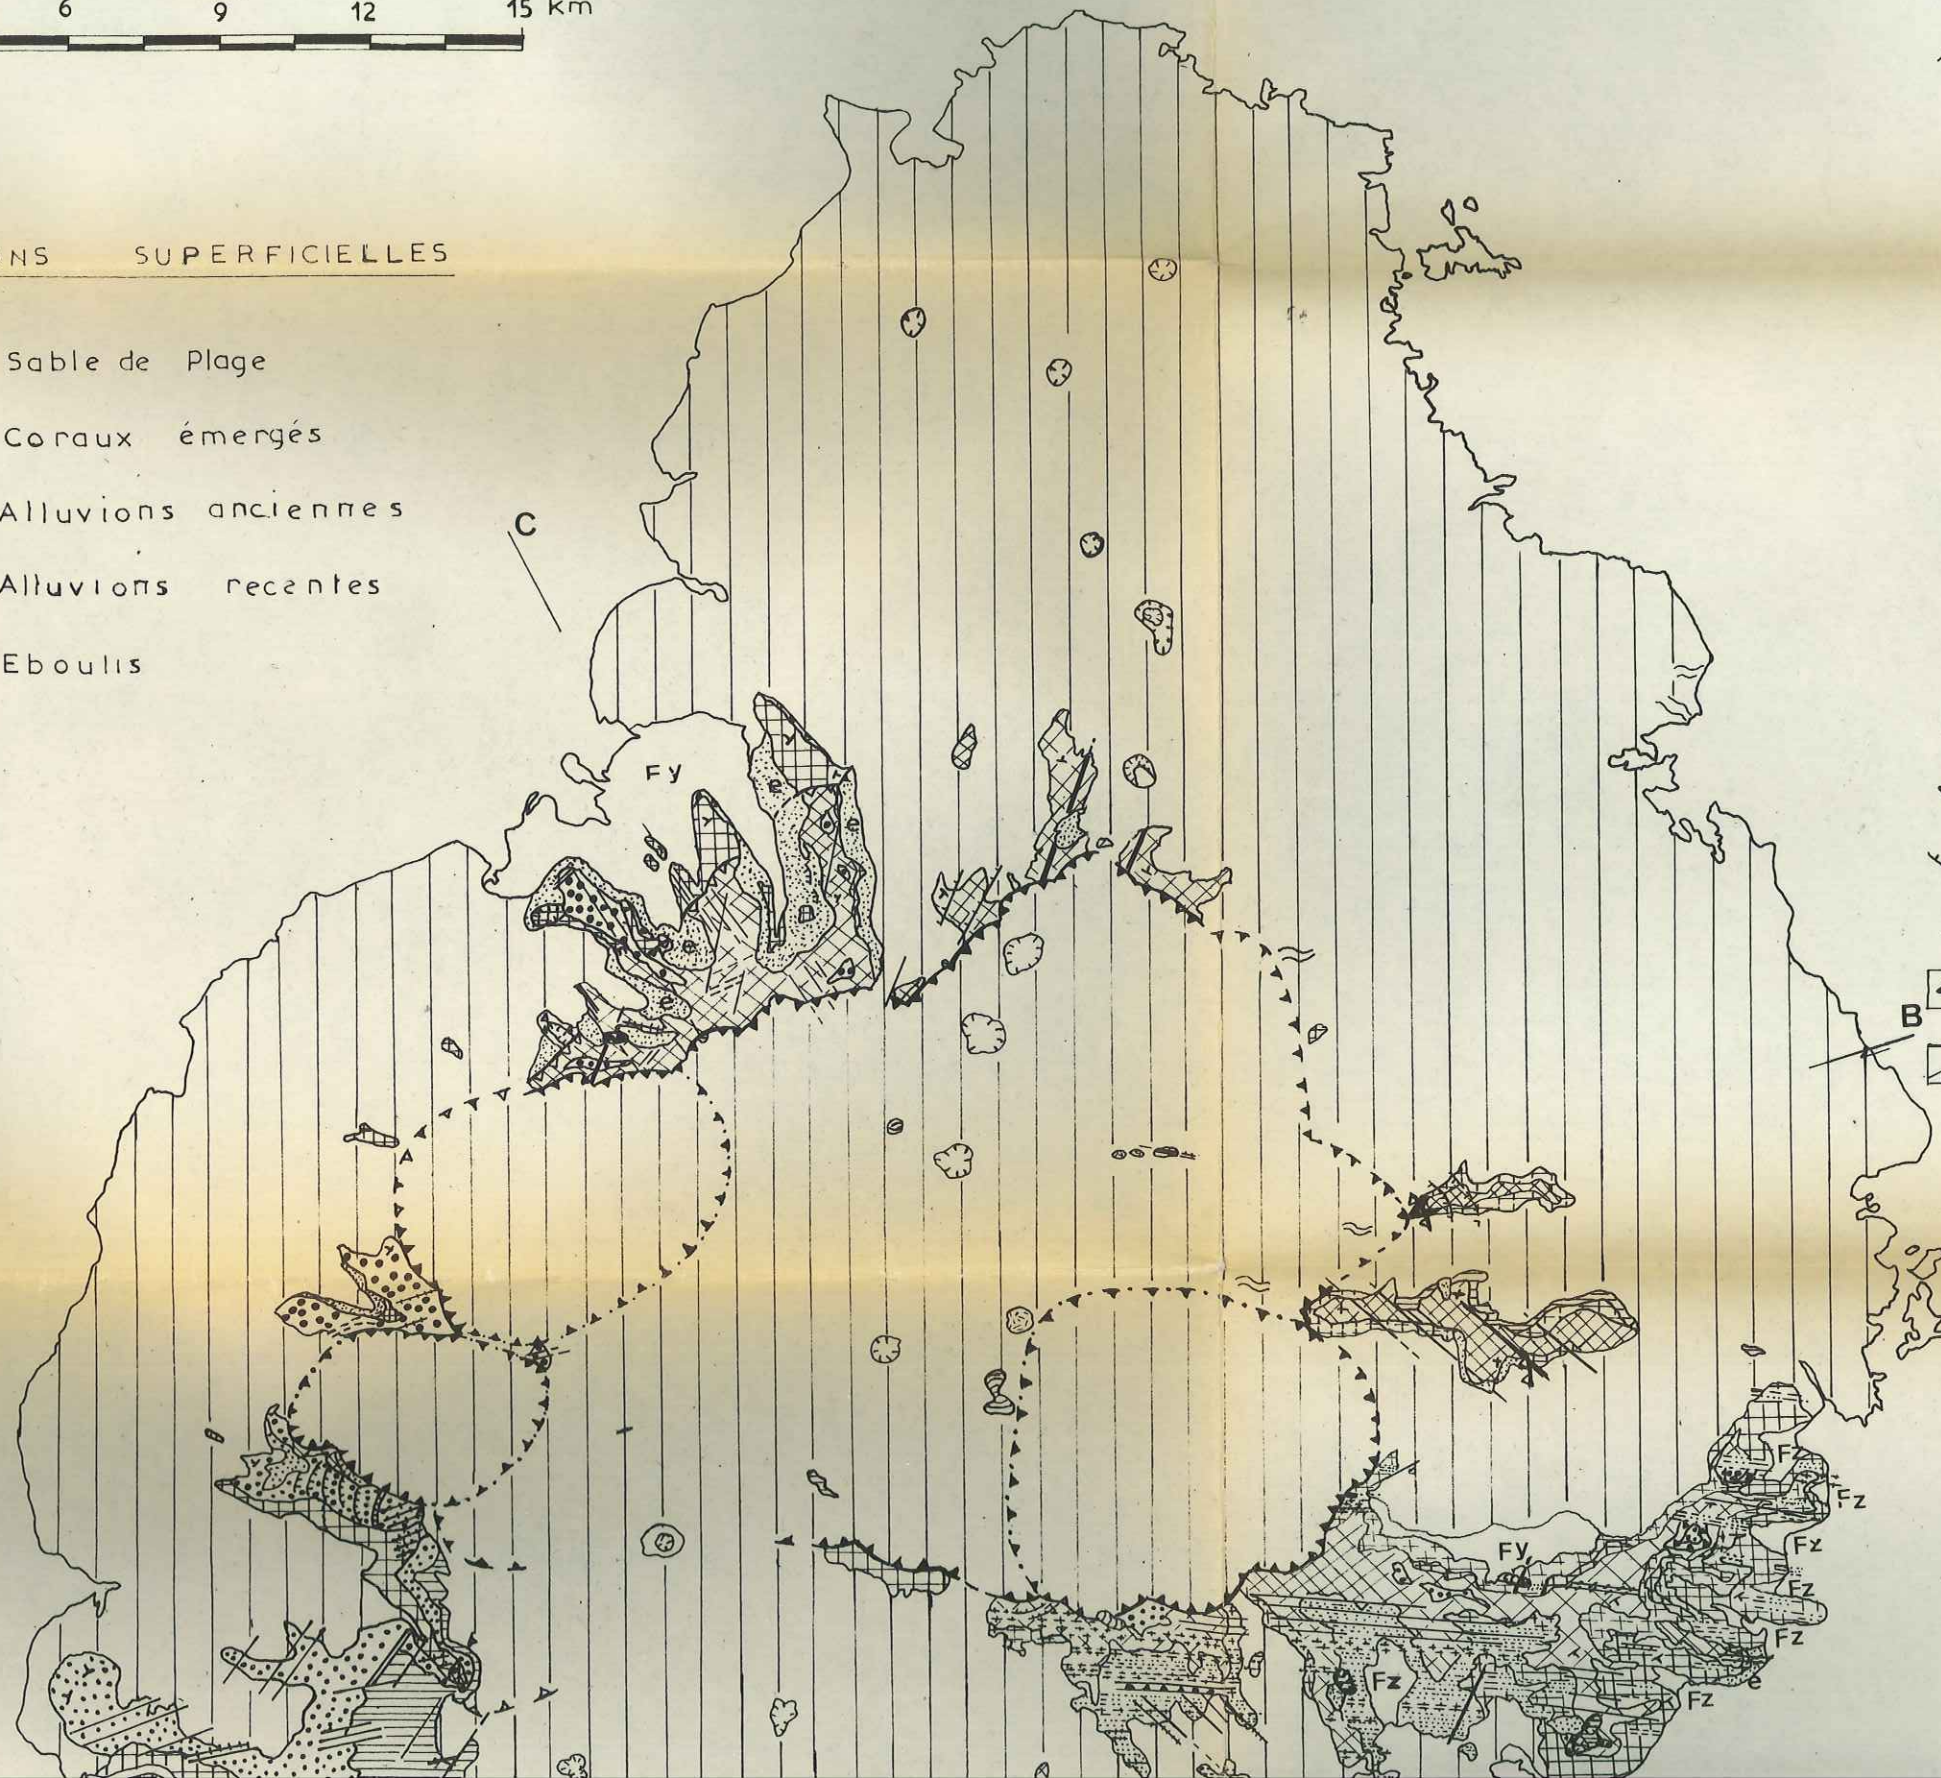 6 9 12 15 Km
NS SUPERFICIELLES
Sable de Plage
Coraux émergés
Alluvions anciennes
C
Alluvions recentes
Eboulis
Fy
e
e
e
e
B
Fz
Fz
Fy
Fz
Fz
Fz
Fz
Fz
e